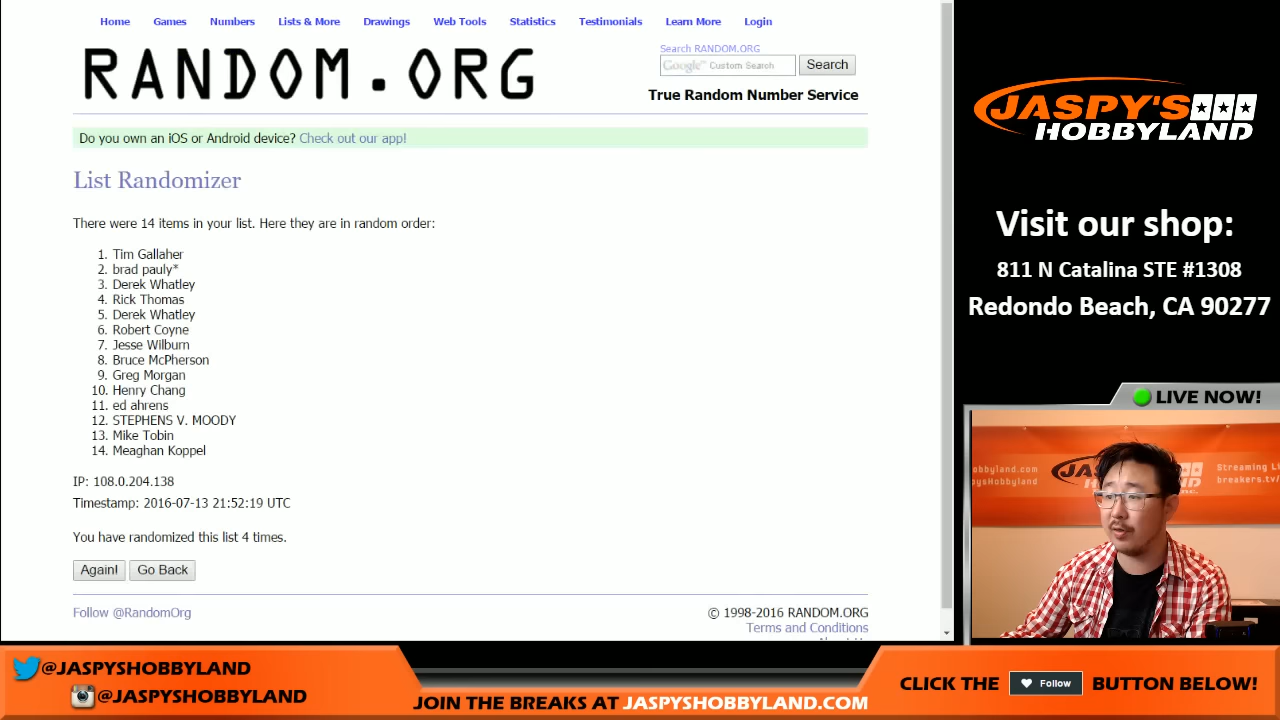 Home Games Numbers Lists & More Drawings Web Tools Statistics Testimonials Learn More Login
RANDOM.ORG
Search RANDOM.ORG
Google™ Custom Search Search
True Random Number Service
Do you own an iOS or Android device? Check out our app!
List Randomizer
There were 14 items in your list. Here they are in random order:
1. Tim Gallaher
2. brad pauly*
3. Derek Whatley
4. Rick Thomas
5. Derek Whatley
6. Robert Coyne
7. Jesse Wilburn
8. Bruce McPherson
9. Greg Morgan
10. Henry Chang
11. ed ahrens
12. STEPHENS V. MOODY
13. Mike Tobin
14. Meaghan Koppel
IP: 108.0.204.138
Timestamp: 2016-07-13 21:52:19 UTC
You have randomized this list 4 times.
Again! Go Back
Follow @RandomOrg
© 1998-2016 RANDOM.ORG
Terms and Conditions
JASPY'S
HOBBYLAND
Visit our shop:
811 N Catalina STE #1308
Redondo Beach, CA 90277
LIVE NOW!
hobbyland.com
HOBBYLAND
Streaming
breakers.tv/
@JASPYSHOBBYLAND
@JASPYSHOBBYLAND
JOIN THE BREAKS AT JASPYSHOBBYLAND.COM
CLICK THE Follow BUTTON BELOW!